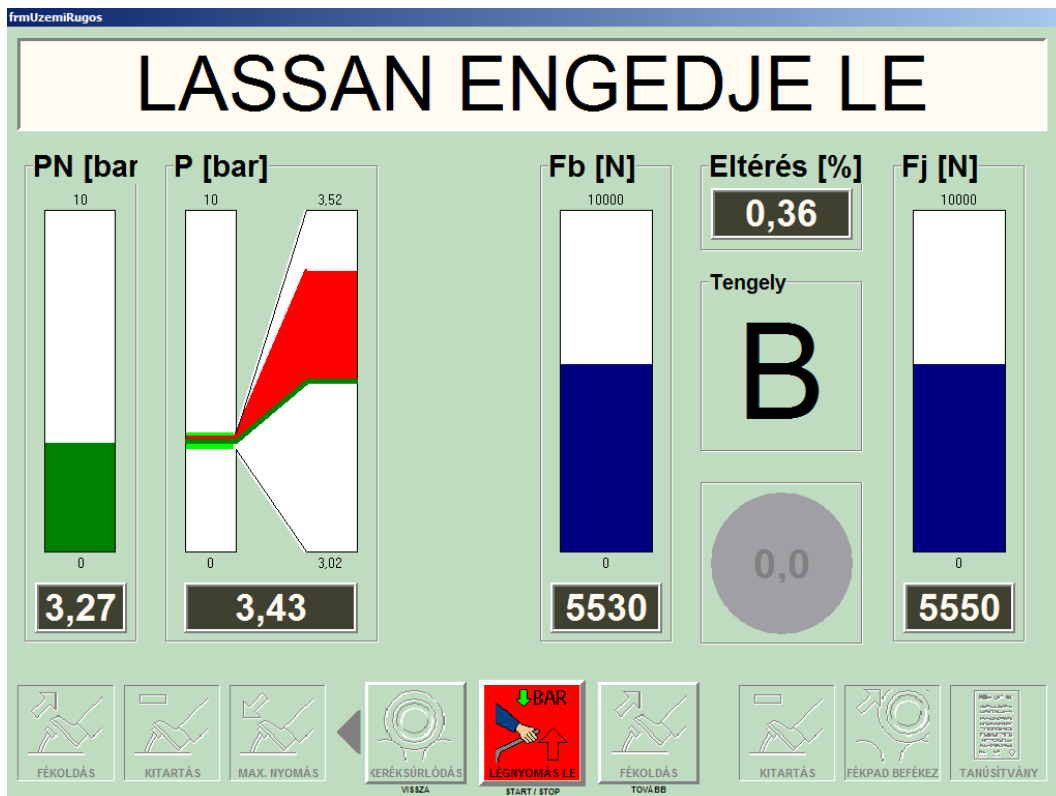 frmUzemiRugos
LASSAN ENGEDJE LE
PN [bar
P [bar]
Fb [N]
Eltérés [%]
Fj [N]
10
10
3,52
10000
0,36
10000
Tengely
B
0,0
0
0
3,02
0
0
3,27
3,43
5530
5550
BAR
FÉKOLDÁS
KITARTÁS
MAX. NYOMÁS
KERÉKSÚRLÓDÁS
LÉGNYOMÁS LE
FÉKOLDÁS
KITARTÁS
FÉKPAD BEFÉKEZ
TANÚSÍTVÁNY
VISSZA
START / STOP
TOVÁBB